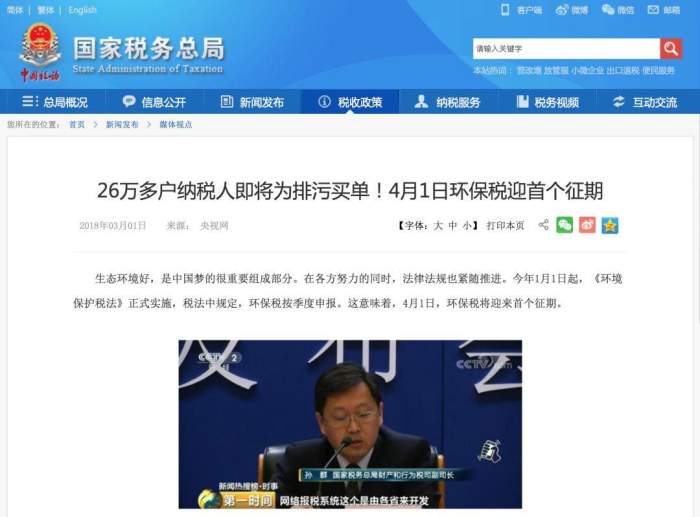 简体 | 繁体 | English
客户端 微博 微信 邮箱
国家税务总局
State Administration of Taxation
中国税务
请输入关键字
本站热词： 营改增 放管服 小微企业 出口退税 便民服务
总局概况 信息公开 新闻发布 税收政策 纳税服务 税务视频 互动交流
您所在的位置： 首页 > 新闻发布 > 媒体视点
26万多户纳税人即将为排污买单！4月1日环保税迎首个征期
2018年03月01日 来源： 央视网 【字体：大 中 小】 打印本页
生态环境好，是中国梦的很重要组成部分。在各方努力的同时，法律法规也紧随推进。今年1月1日起，《环境
保护税法》正式实施，税法中规定，环保税按季度申报。这意味着，4月1日，环保税将迎来首个征期。
CCTV 2
CCTV.com
发布会
孙 群 国家税务总局财产和行为税司副司长
新闻热搜榜·时事
第一时间 网络报税系统这个是由各省来开发